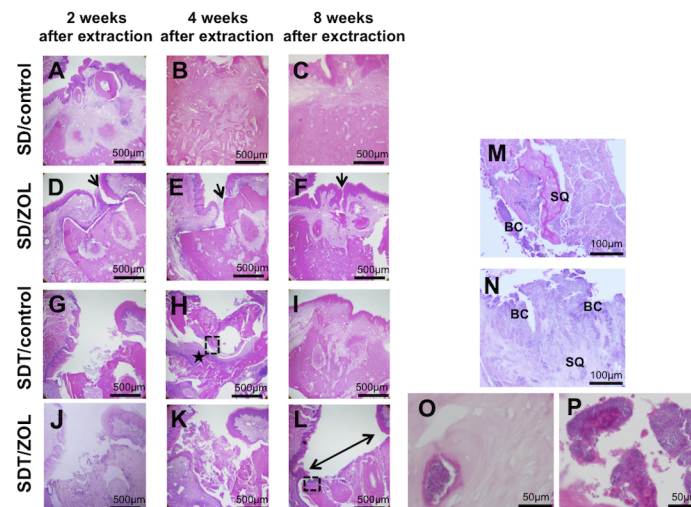 2 weeks 4 weeks 8 weeks
after extraction after extraction after exctraction
SD/control
A B C
500µm 500µm 500µm
SD/ZOL
D E F
500µm 500µm 500µm
SDT/control
G H I
500µm 500µm 500µm
SDT/ZOL
J K L
500µm 500µm 500µm
M
SQ
BC
100µm
N
BC BC
SQ
100µm
O P
50µm 50µm